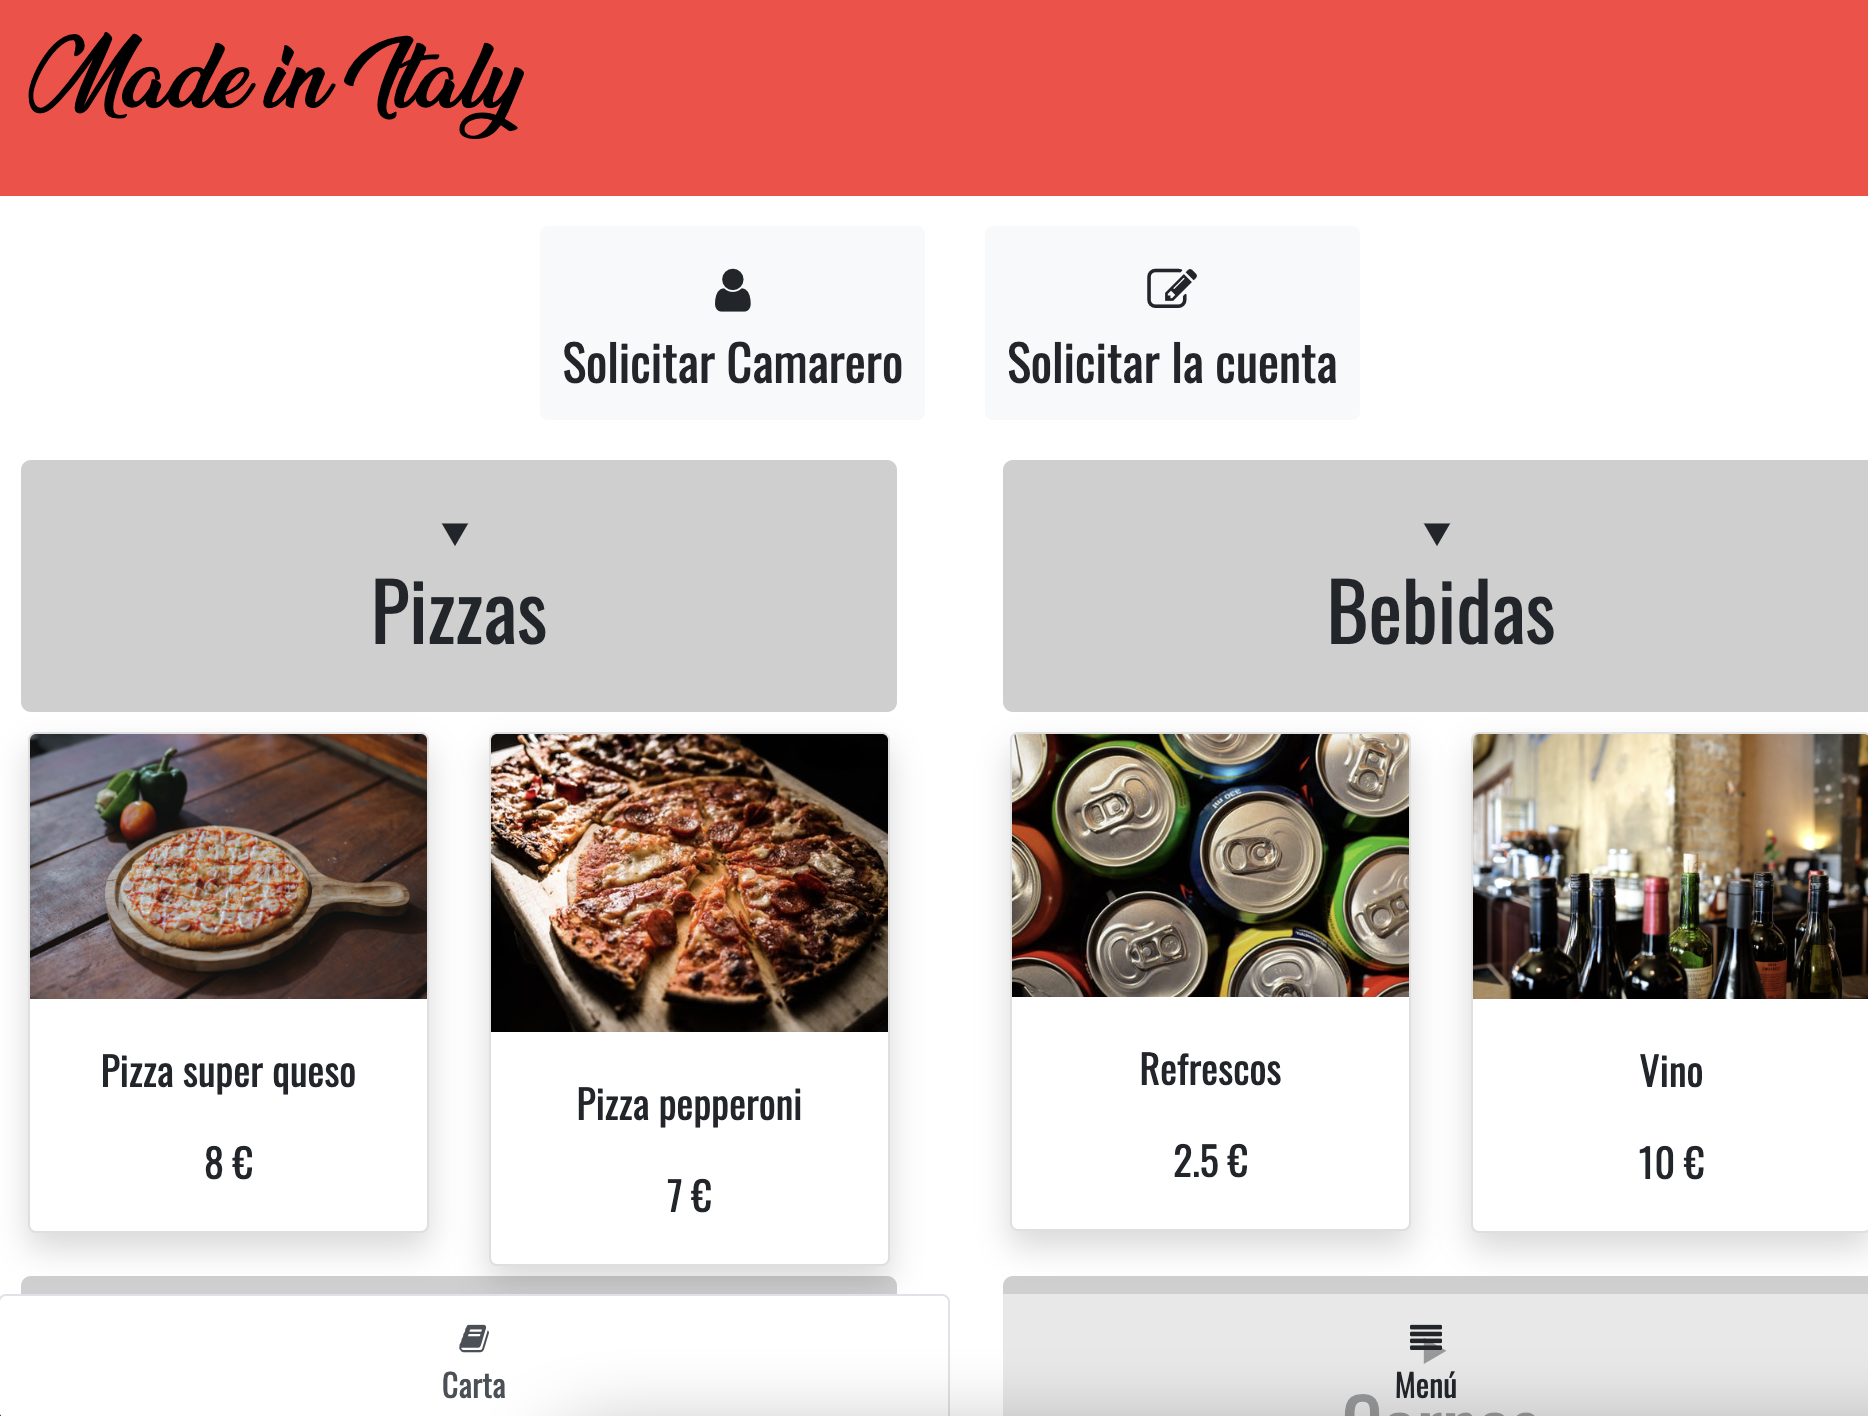 Made in Italy
Solicitar Camarero
Solicitar la cuenta
Pizzas
Bebidas
Pizza super queso
8 €
Pizza pepperoni
7 €
Refrescos
2.5 €
Vino
10 €
Carta
Menú